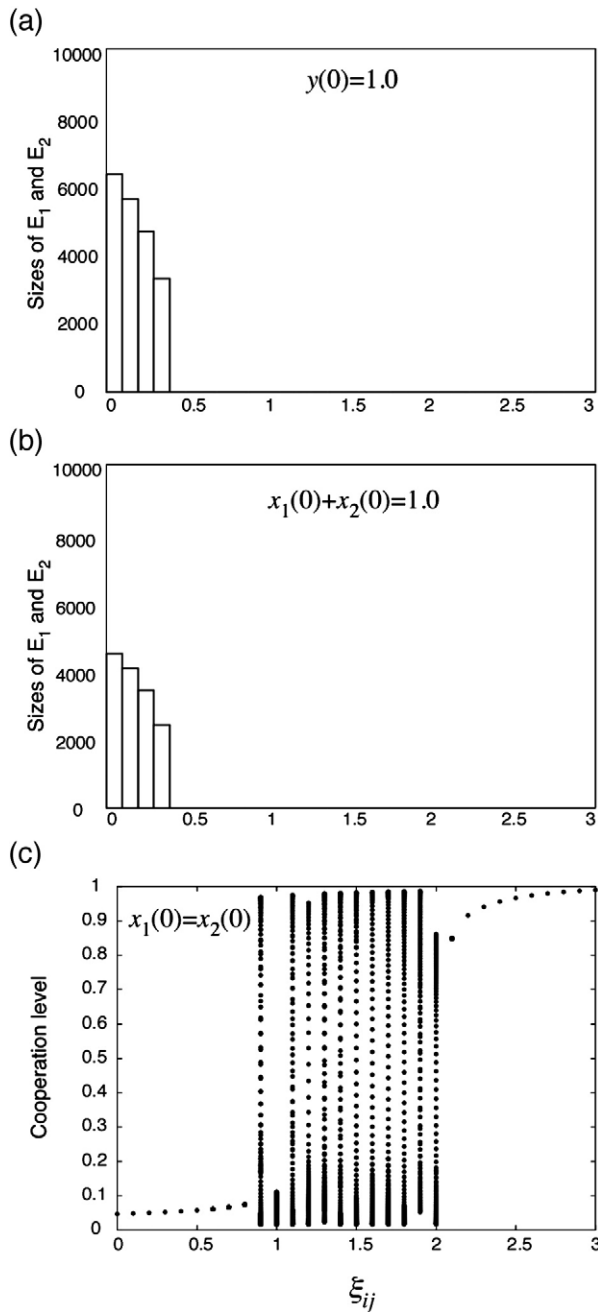 (a)
10000
8000
6000
4000
2000
0
Sizes of E1 and E2
y(0)=1.0
0 0.5 1 1.5 2 2.5 3
(b)
10000
8000
6000
4000
2000
0
Sizes of E1 and E2
x1(0)+x2(0)=1.0
0 0.5 1 1.5 2 2.5 3
(c)
1
0.9
0.8
0.7
0.6
0.5
0.4
0.3
0.2
0.1
0
Cooperation level
x1(0)=x2(0)
0 0.5 1 1.5 2 2.5 3
ξij